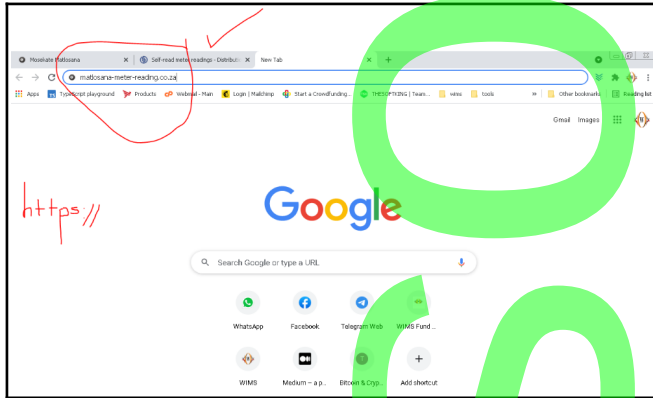 Mosekate Matlosana
Self-read meter readings - Distributi
New Tab
matlosana-meter-reading.co.za
Apps TypeScript playground Products Webmail - Main Login | Mailchimp Start a Crowdfunding... THESOFTKING | Team... wims tools » Other bookmarks Reading list
Gmail Images
https://
Google
Search Google or type a URL
WhatsApp Facebook Telegram Web WIMS Fund ...
WIMS Medium – a p... Bitcoin & Cryp... Add shortcut